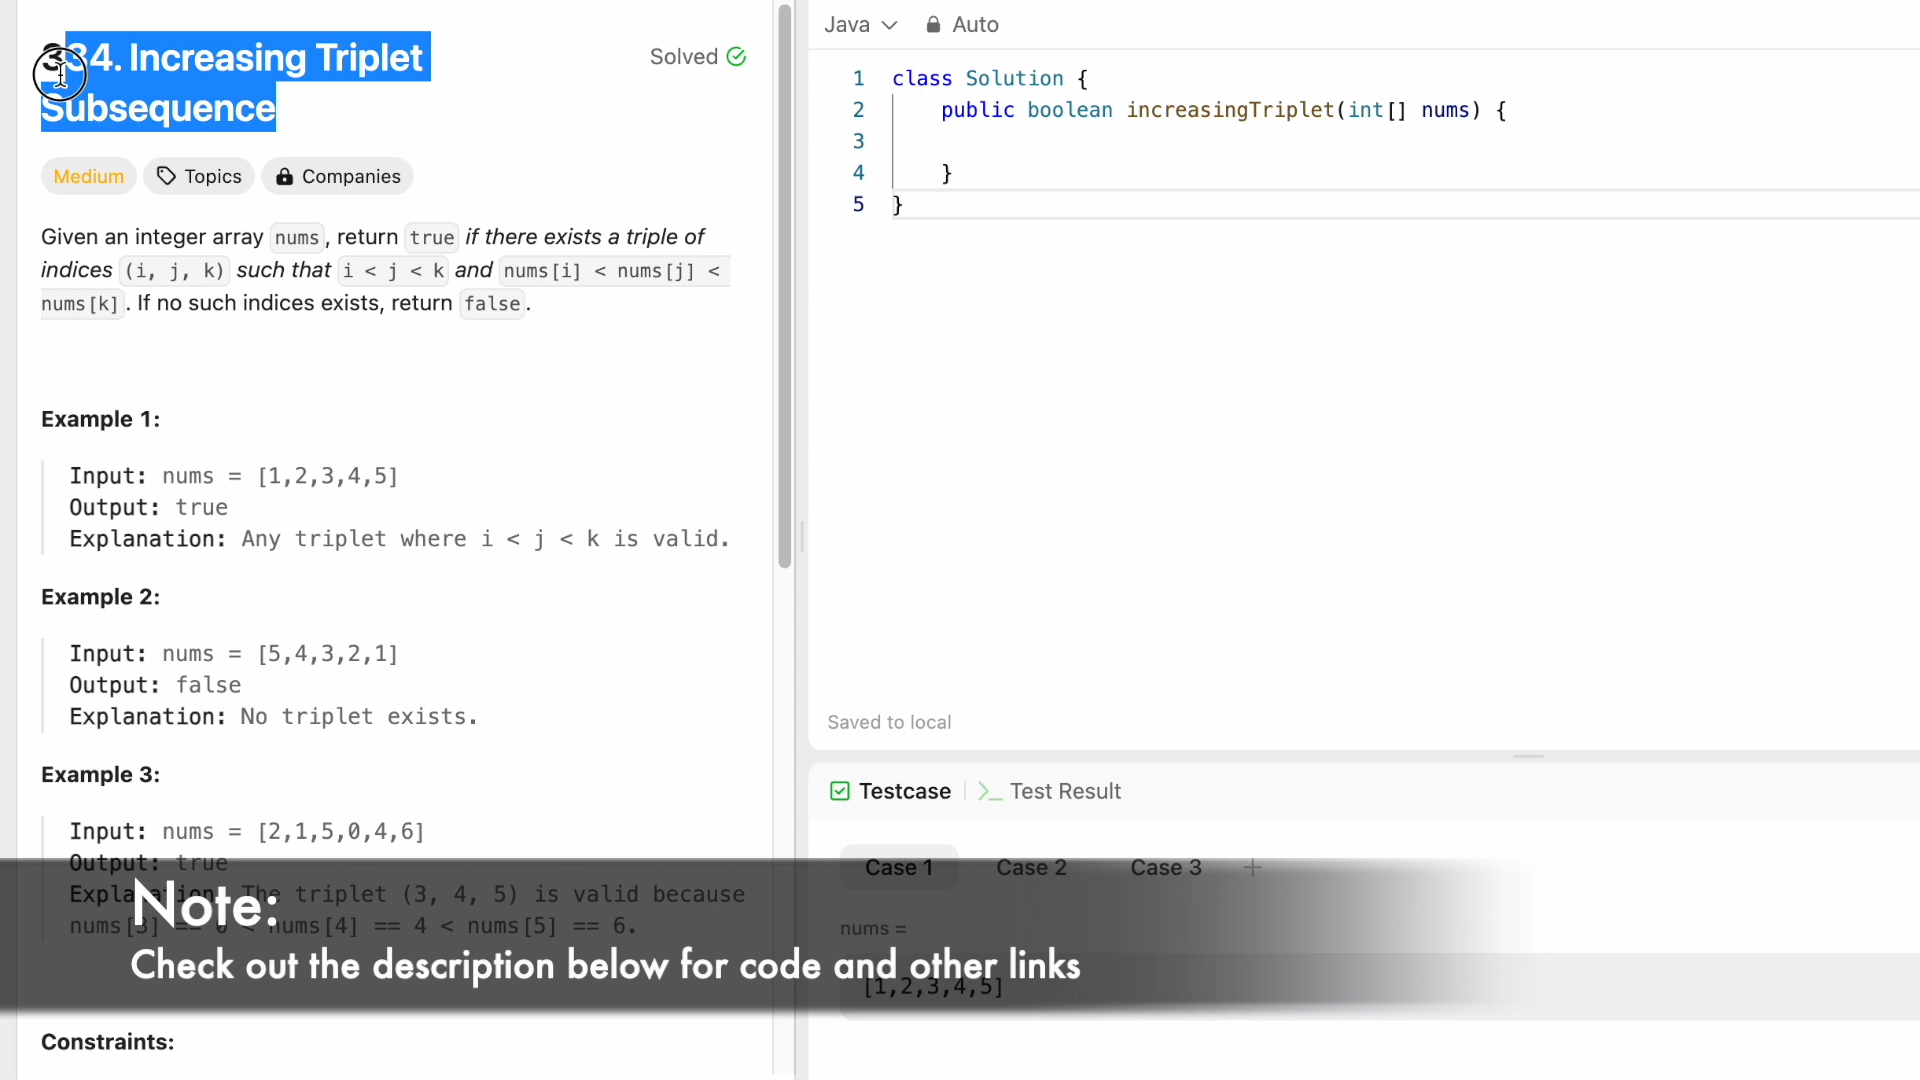 334. Increasing Triplet
Subsequence
Solved
Medium
Topics
Companies
Given an integer array nums, return true if there exists a triple of
indices (i, j, k) such that i < j < k and nums[i] < nums[j] <
nums[k]. If no such indices exists, return false.
Example 1:
Input: nums = [1,2,3,4,5]
Output: true
Explanation: Any triplet where i < j < k is valid.
Example 2:
Input: nums = [5,4,3,2,1]
Output: false
Explanation: No triplet exists.
Example 3:
Input: nums = [2,1,5,0,4,6]
Output: true
Explanation: The triplet (3, 4, 5) is valid because
nums[3] == 0 < nums[4] == 4 < nums[5] == 6.
Constraints:
Java
Auto
1 class Solution {
2 public boolean increasingTriplet(int[] nums) {
3
4 }
5 }
Saved to local
Testcase
Test Result
Case 1
Case 2
Case 3
nums =
[1,2,3,4,5]
Note:
Check out the description below for code and other links